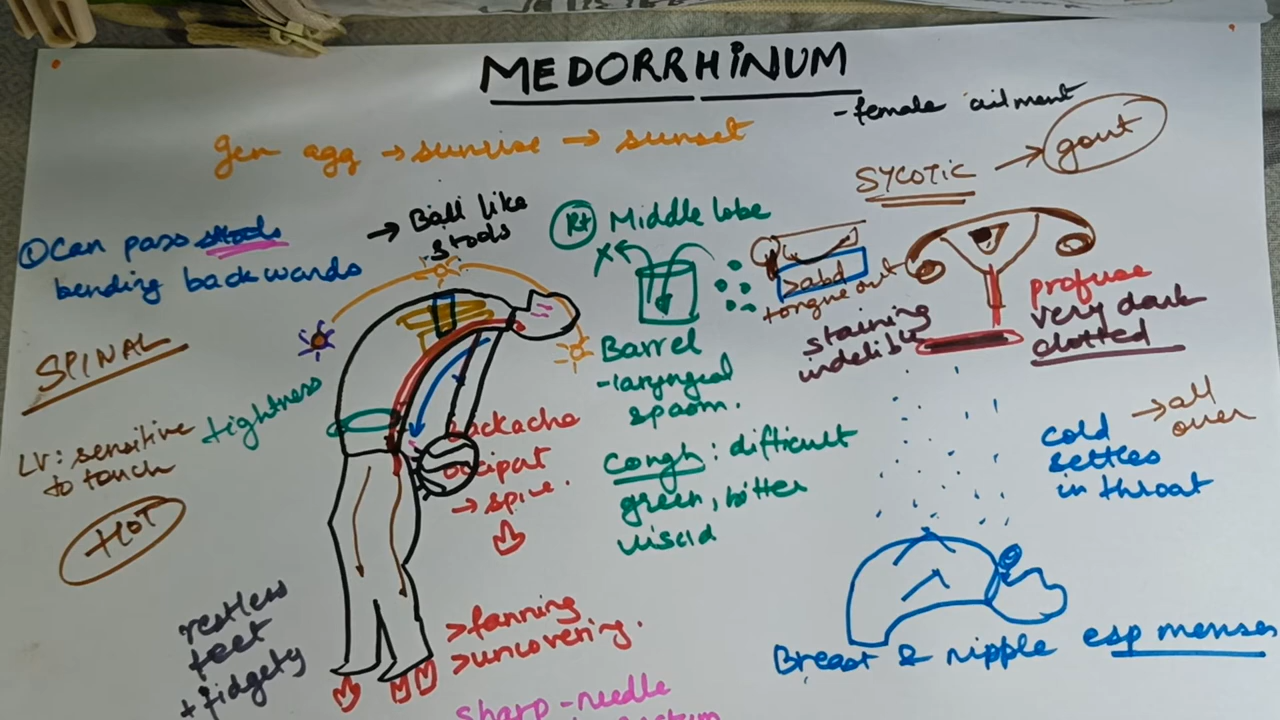 MEDORRHINUM
- female ailment
gen agg → sunrise → sunset
SYCOTIC → gout
① Can pass stools
bending backwards
→ Ball like
stools
Rt Middle lobe
>abd
tongue out
Barrel
- laryngeal
spasm.
staining
indelible
profuse
very dark
clotted
SPINAL
tightness
LV: sensitive
to touch
HOT
backache
occiput
→ spine.
Cough: difficult
green, bitter
viscid
cold
settles
in throat
→ all
over
restless
feet
+ fidgety
> fanning
> uncovering.
Breast & nipple esp menses
sharp - needle